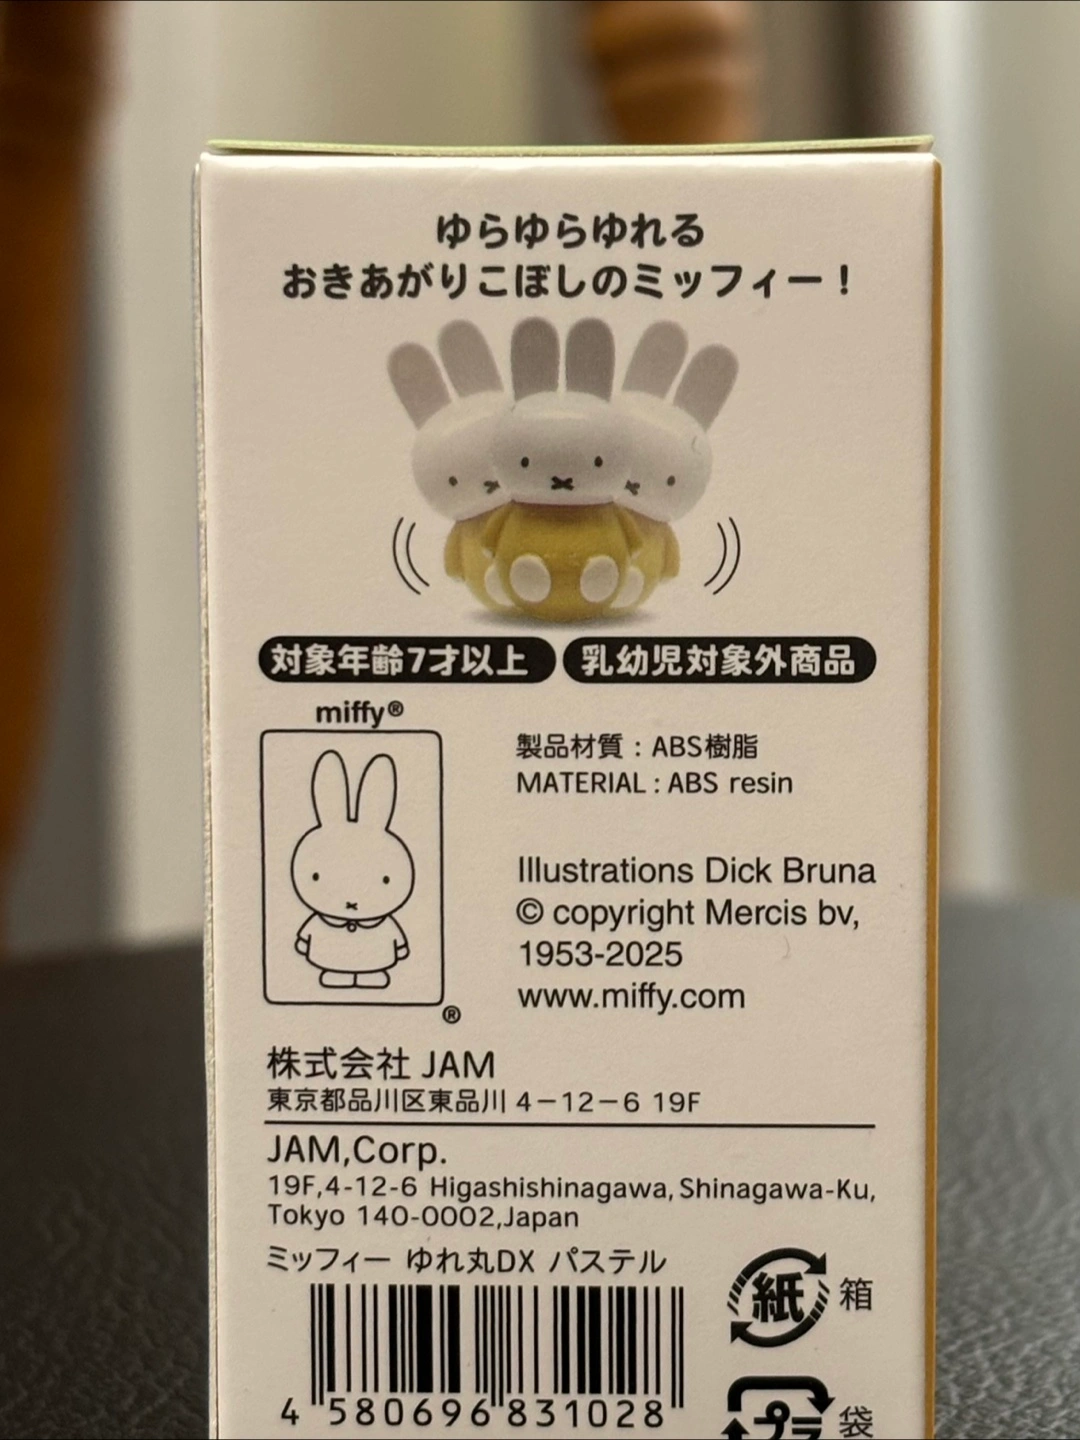 ゆらゆらゆれる
おきあがりこぼしのミッフィー！
対象年齢7才以上 乳幼児対象外商品
miffy®
製品材質：ABS樹脂
MATERIAL : ABS resin
Illustrations Dick Bruna
© copyright Mercis bv,
1953-2025
www.miffy.com
®
株式会社 JAM
東京都品川区東品川 4－12－6 19F
JAM,Corp.
19F,4-12-6 Higashishinagawa, Shinagawa-Ku,
Tokyo 140-0002,Japan
ミッフィー ゆれ丸DX パステル
紙 箱
4 580696 831028
プラ 袋